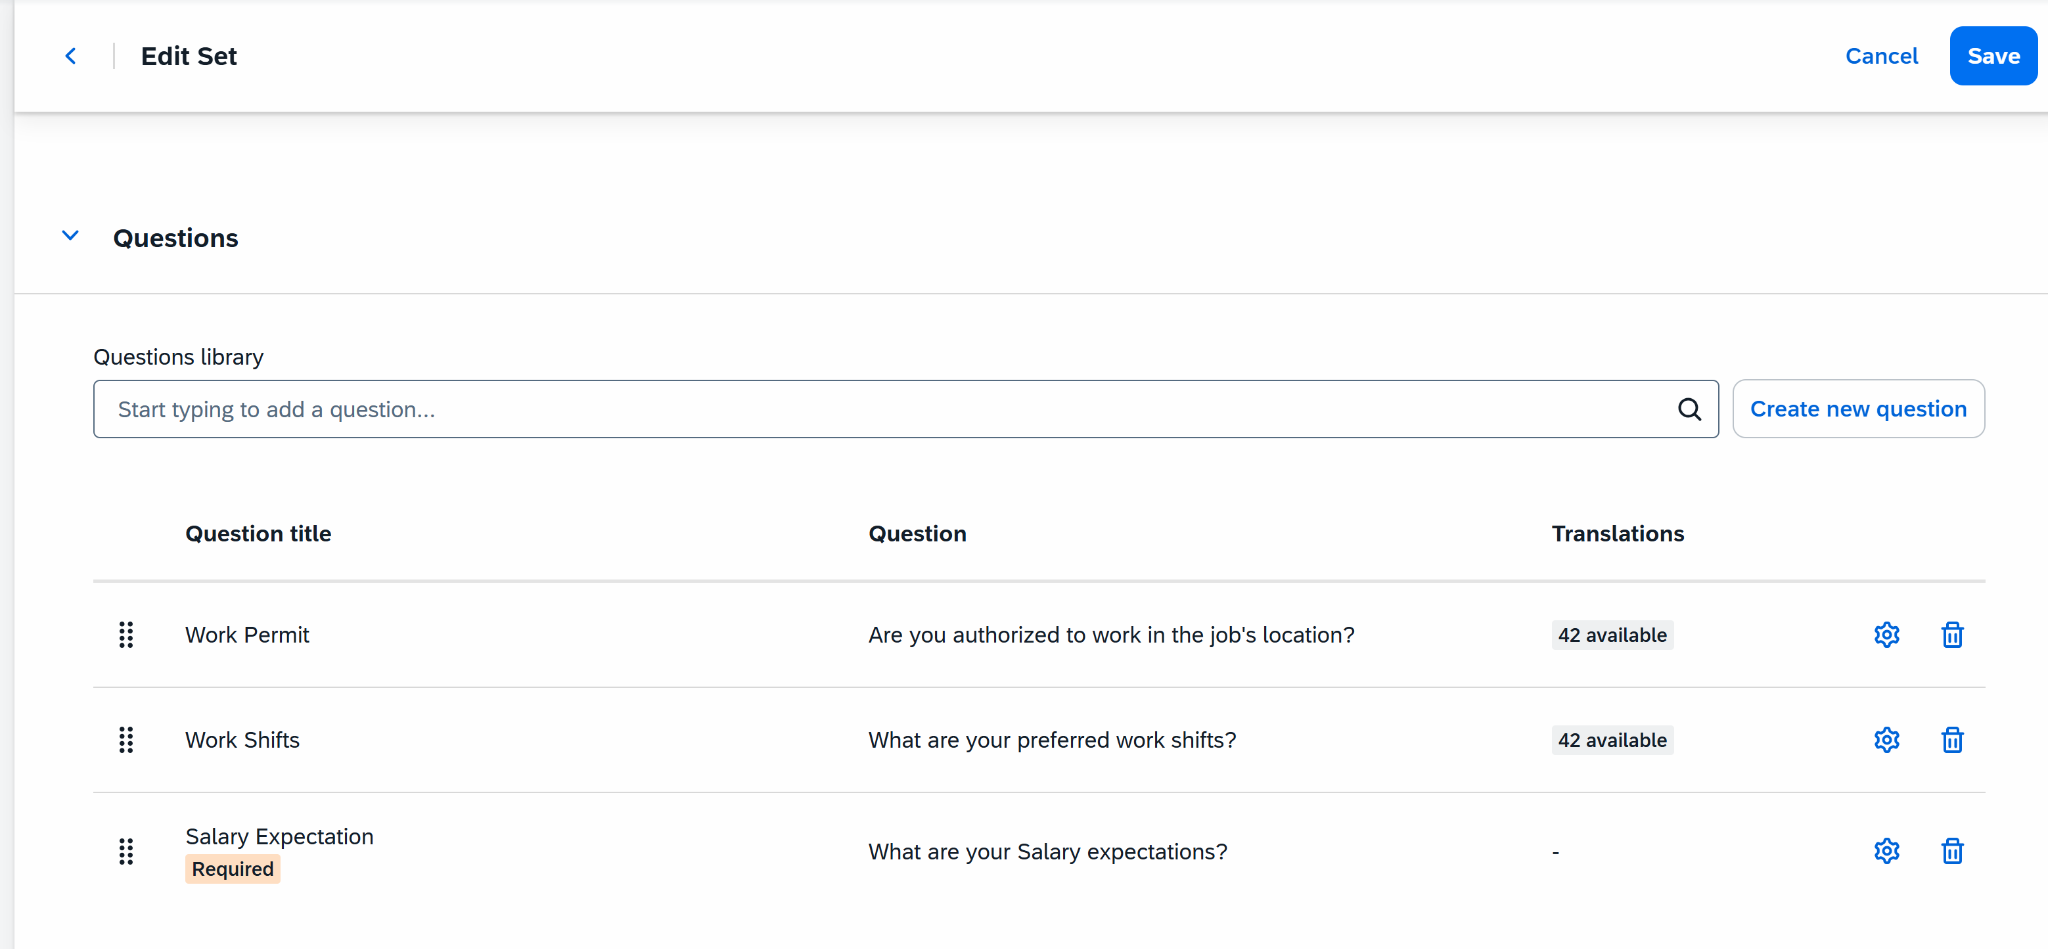 Edit Set
Cancel
Save
Questions
Questions library
Start typing to add a question...
Create new question
Question title
Question
Translations
Work Permit
Are you authorized to work in the job's location?
42 available
Work Shifts
What are your preferred work shifts?
42 available
Salary Expectation
Required
What are your Salary expectations?
-